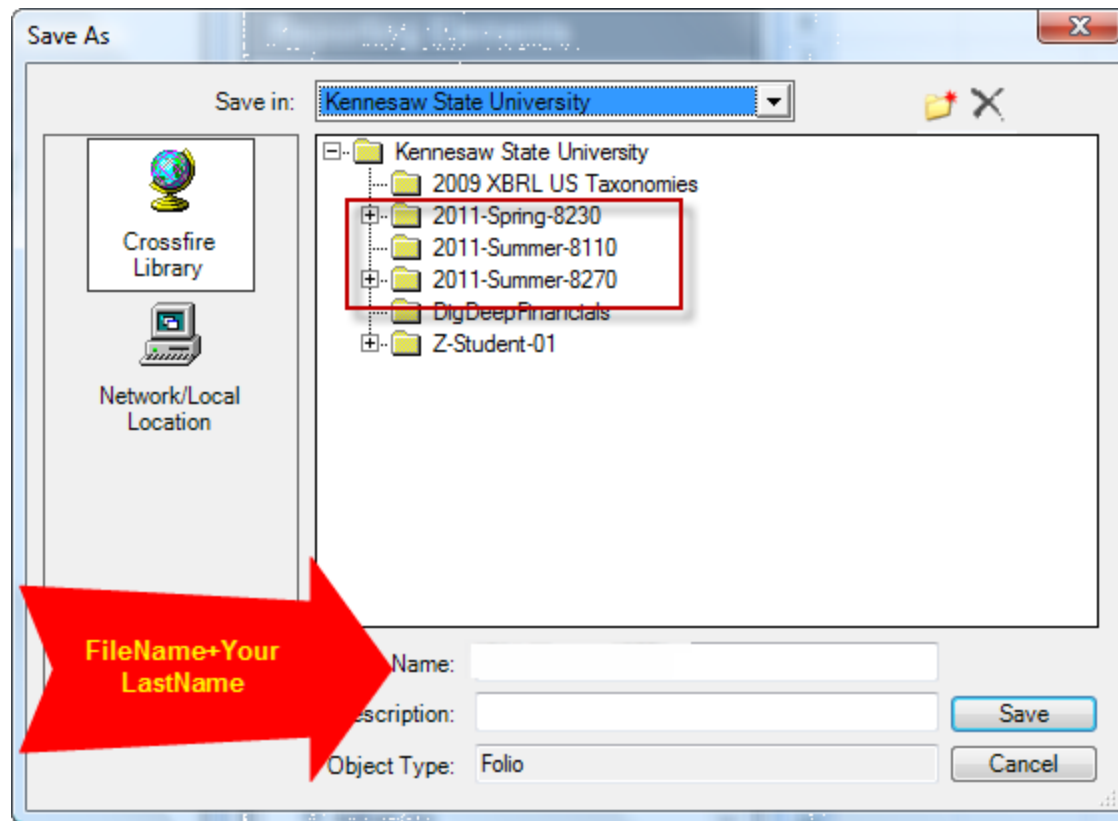 Save As
Save in:
Kennesaw State University
Crossfire
Library
Network/Local
Location
Kennesaw State University
2009 XBRL US Taxonomies
2011-Spring-8230
2011-Summer-8110
2011-Summer-8270
DigDeepFinancials
Z-Student-01
FileName+Your
LastName
Name:
escription:
Save
Object Type:
Folio
Cancel